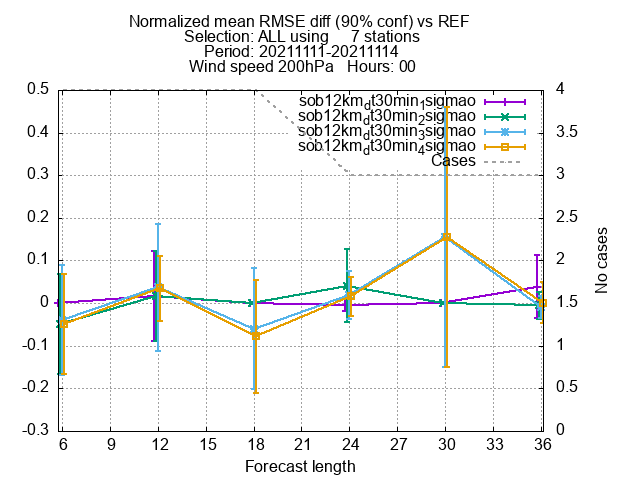 Normalized mean RMSE diff (90% conf) vs REF
Selection: ALL using     7 stations
Period: 20211111-20211114
Wind speed 200hPa   Hours: 00
sob12km_dt30min_1sigmao
sob12km_dt30min_2sigmao
sob12km_dt30min_3sigmao
sob12km_dt30min_4sigmao
Cases
0.5
0.4
0.3
0.2
0.1
0
-0.1
-0.2
-0.3
4
3.5
3
2.5
2
1.5
1
0.5
0
No cases
6 9 12 15 18 21 24 27 30 33 36
Forecast length